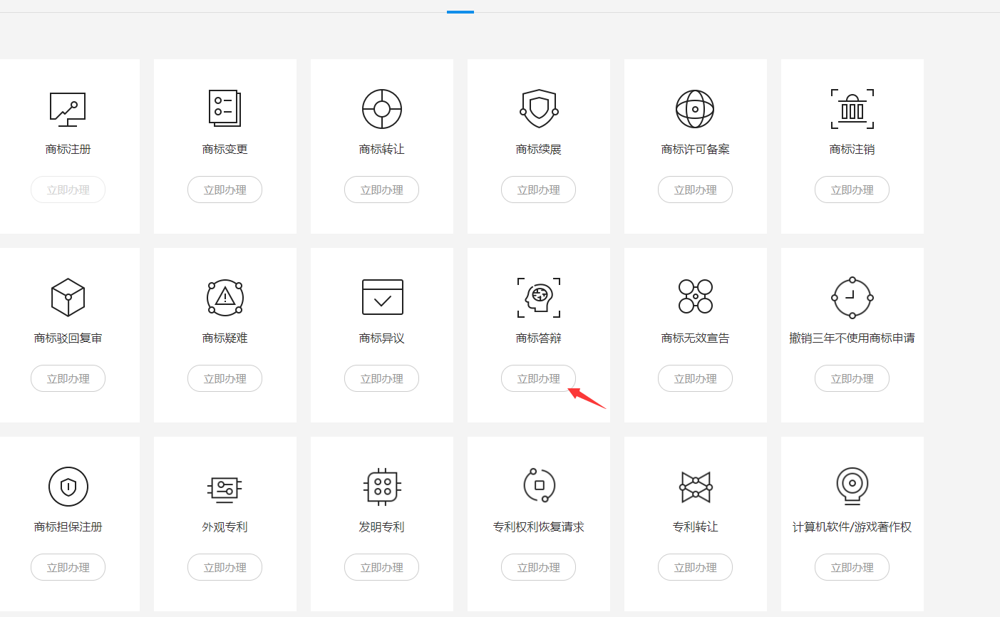 商标注册
商标变更
商标转让
商标续展
商标许可备案
商标注销
立即办理
立即办理
立即办理
立即办理
立即办理
立即办理
商标驳回复审
商标疑难
商标异议
商标答辩
商标无效宣告
撤销三年不使用商标申请
立即办理
立即办理
立即办理
立即办理
立即办理
立即办理
商标担保注册
外观专利
发明专利
专利权利恢复请求
专利转让
计算机软件/游戏著作权
立即办理
立即办理
立即办理
立即办理
立即办理
立即办理